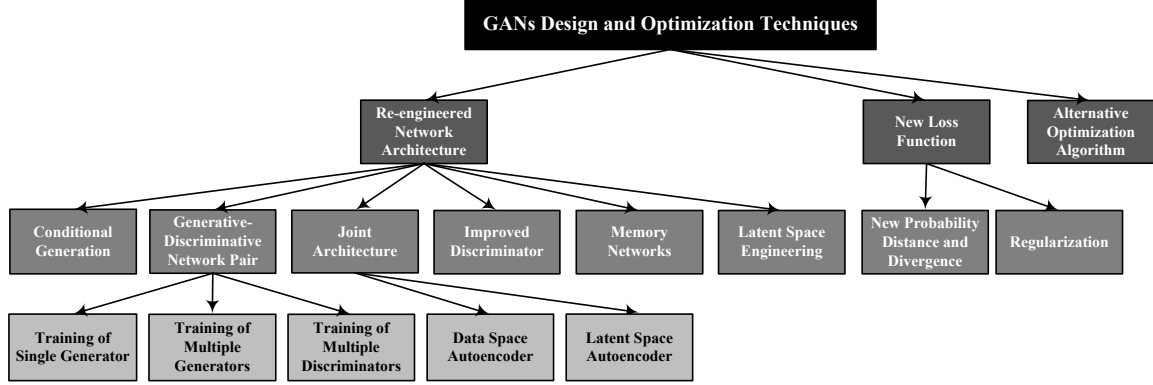 GANs Design and Optimization Techniques
Re-engineered
Network
Architecture
New Loss
Function
Alternative
Optimization
Algorithm
Conditional
Generation
Generative-
Discriminative
Network Pair
Joint
Architecture
Improved
Discriminator
Memory
Networks
Latent Space
Engineering
New Probability
Distance and
Divergence
Regularization
Training of
Single Generator
Training of
Multiple
Generators
Training of
Multiple
Discriminators
Data Space
Autoencoder
Latent Space
Autoencoder